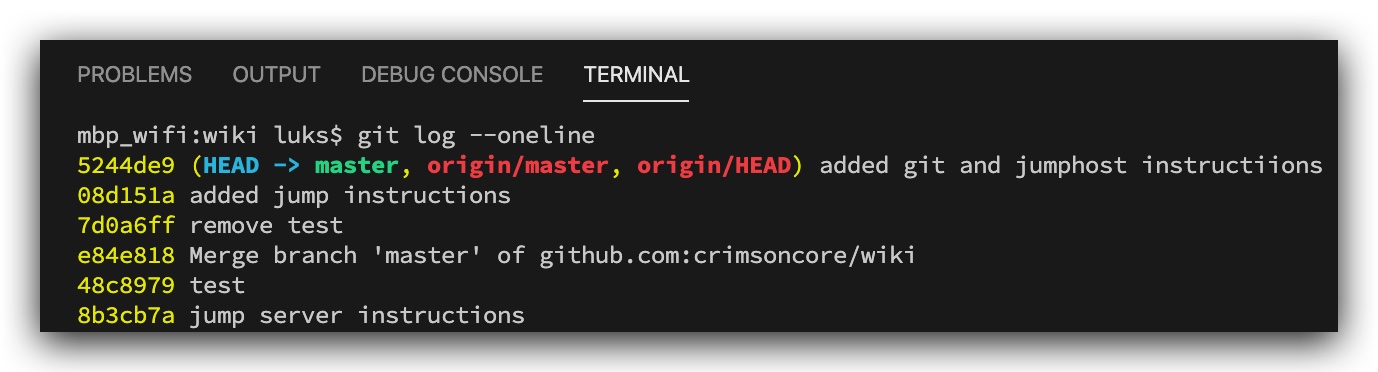 PROBLEMS OUTPUT DEBUG CONSOLE TERMINAL
mbp_wifi:wiki luks$ git log --oneline
5244de9 (HEAD -> master, origin/master, origin/HEAD) added git and jumphost instructiions
08d151a added jump instructions
7d0a6ff remove test
e84e818 Merge branch 'master' of github.com:crimsoncore/wiki
48c8979 test
8b3cb7a jump server instructions